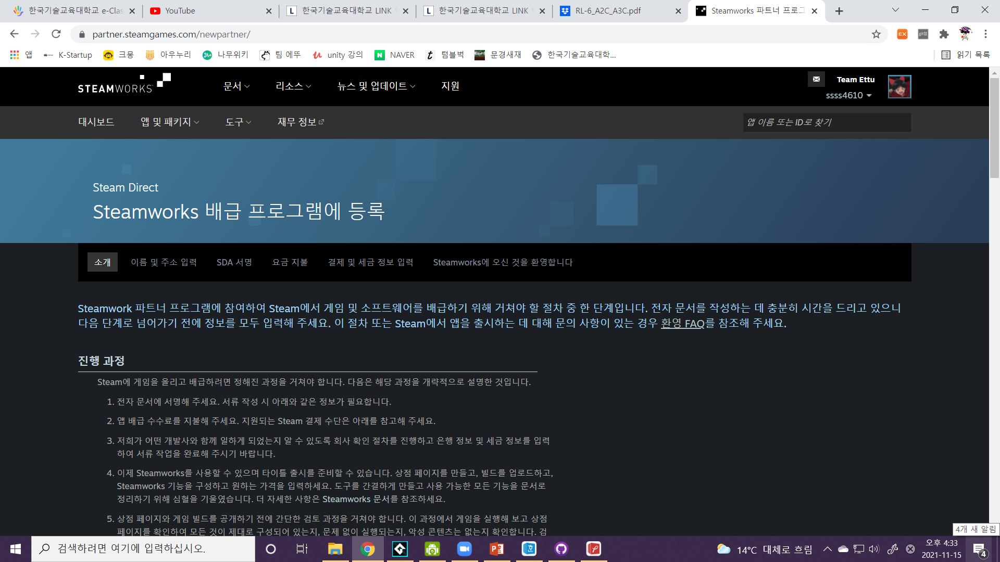 한국기술교육대학교 e-Clas
YouTube
한국기술교육대학교 LINK
한국기술교육대학교 LINK
RL-6_A2C_A3C.pdf
Steamworks 파트너 프로그
partner.steamgames.com/newpartner/
앱
K-Startup
크몽
아우누리
나무위키
팀 에뚜
unity 강의
NAVER
텀블벅
문경새재
한국기술교육대학...
읽기 목록
STEAMWORKS
문서
리소스
뉴스 및 업데이트
지원
Team Ettu
ssss4610
대시보드
앱 및 패키지
도구
재무 정보
앱 이름 또는 ID로 찾기
Steam Direct
Steamworks 배급 프로그램에 등록
소개
이름 및 주소 입력
SDA 서명
요금 지불
결제 및 세금 정보 입력
Steamworks에 오신 것을 환영합니다
Steamwork 파트너 프로그램에 참여하여 Steam에서 게임 및 소프트웨어를 배급하기 위해 거쳐야 할 절차 중 한 단계입니다. 전자 문서를 작성하는 데 충분히 시간을 드리고 있으니
다음 단계로 넘어가기 전에 정보를 모두 입력해 주세요. 이 절차 또는 Steam에서 앱을 출시하는 데 대해 문의 사항이 있는 경우 환영 FAQ를 참조해 주세요.
진행 과정
Steam에 게임을 올리고 배급하려면 정해진 과정을 거쳐야 합니다. 다음은 해당 과정을 개략적으로 설명한 것입니다.
1. 전자 문서에 서명해 주세요. 서류 작성 시 아래와 같은 정보가 필요합니다.
2. 앱 배급 수수료를 지불해 주세요. 지원되는 Steam 결제 수단은 아래를 참고해 주세요.
3. 저희가 어떤 개발사와 함께 일하게 되었는지 알 수 있도록 회사 확인 절차를 진행하고 은행 정보 및 세금 정보를 입력
하여 서류 작업을 완료해 주시기 바랍니다.
4. 이제 Steamworks를 사용할 수 있으며 타이틀 출시를 준비할 수 있습니다. 상점 페이지를 만들고, 빌드를 업로드하고,
Steamworks 기능을 구성하고 원하는 가격을 입력하세요. 도구를 간결하게 만들고 사용 가능한 모든 기능을 문서로
정리하기 위해 심혈을 기울였습니다. 더 자세한 사항은 Steamworks 문서를 참조하세요.
5. 상점 페이지와 게임 빌드를 공개하기 전에 간단한 검토 과정을 거쳐야 합니다. 이 과정에서 게임을 실행해 보고 상점
페이지를 확인하여 모든 것이 제대로 구성되어 있는지, 문제 없이 실행되는지, 악성 콘텐츠는 없는지 확인합니다. 검
4개 새 알림
검색하려면 여기에 입력하십시오.
14°C 대체로 흐림
오후 4:33
2021-11-15
4